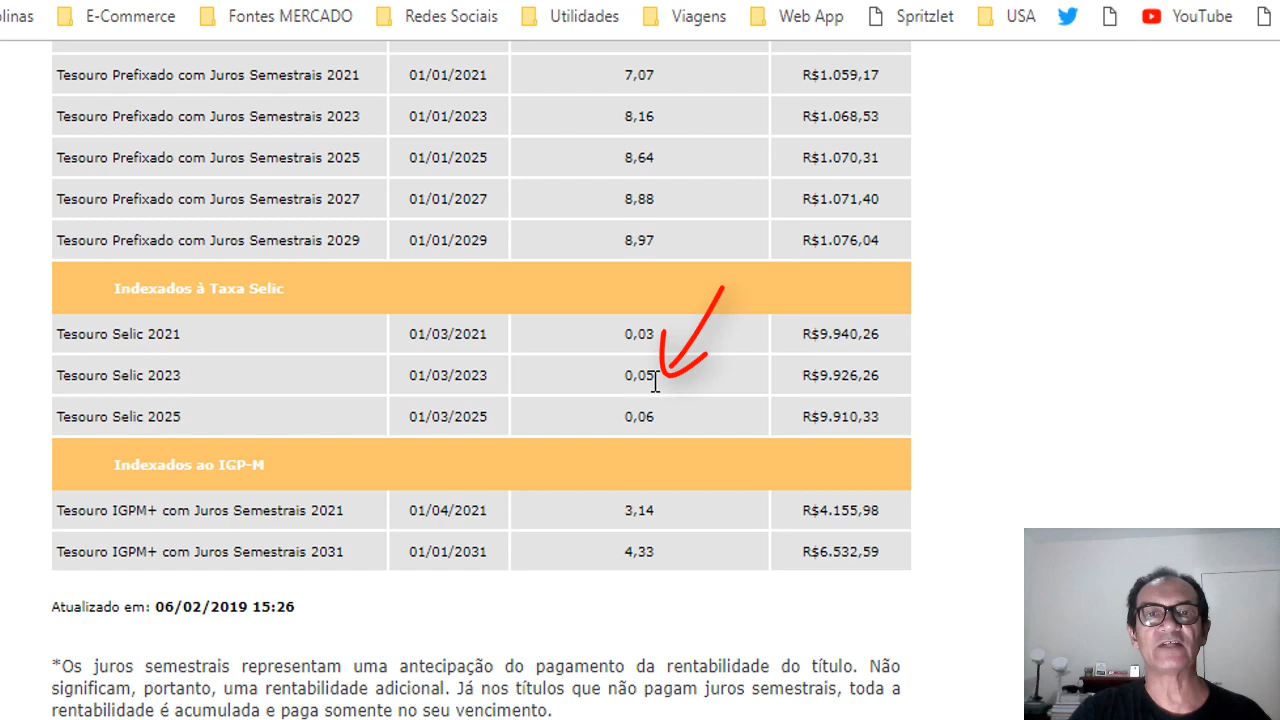 olinas E-Commerce Fontes MERCADO Redes Sociais Utilidades Viagens Web App Spritzlet USA YouTube
Tesouro Prefixado com Juros Semestrais 2021 01/01/2021 7,07 R$1.059,17
Tesouro Prefixado com Juros Semestrais 2023 01/01/2023 8,16 R$1.068,53
Tesouro Prefixado com Juros Semestrais 2025 01/01/2025 8,64 R$1.070,31
Tesouro Prefixado com Juros Semestrais 2027 01/01/2027 8,88 R$1.071,40
Tesouro Prefixado com Juros Semestrais 2029 01/01/2029 8,97 R$1.076,04
Indexados à Taxa Selic
Tesouro Selic 2021 01/03/2021 0,03 R$9.940,26
Tesouro Selic 2023 01/03/2023 0,05 R$9.926,26
Tesouro Selic 2025 01/03/2025 0,06 R$9.910,33
Indexados ao IGP-M
Tesouro IGPM+ com Juros Semestrais 2021 01/04/2021 3,14 R$4.155,98
Tesouro IGPM+ com Juros Semestrais 2031 01/01/2031 4,33 R$6.532,59
Atualizado em: 06/02/2019 15:26
*Os juros semestrais representam uma antecipação do pagamento da rentabilidade do título. Não
significam, portanto, uma rentabilidade adicional. Já nos títulos que não pagam juros semestrais, toda a
rentabilidade é acumulada e paga somente no seu vencimento.